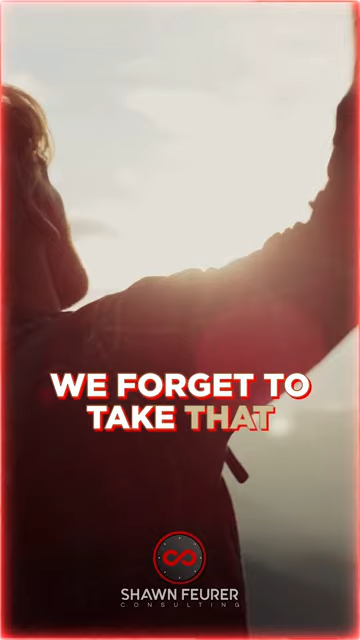 WE FORGET TO
TAKE THAT
SHAWN FEURER
CONSULTING